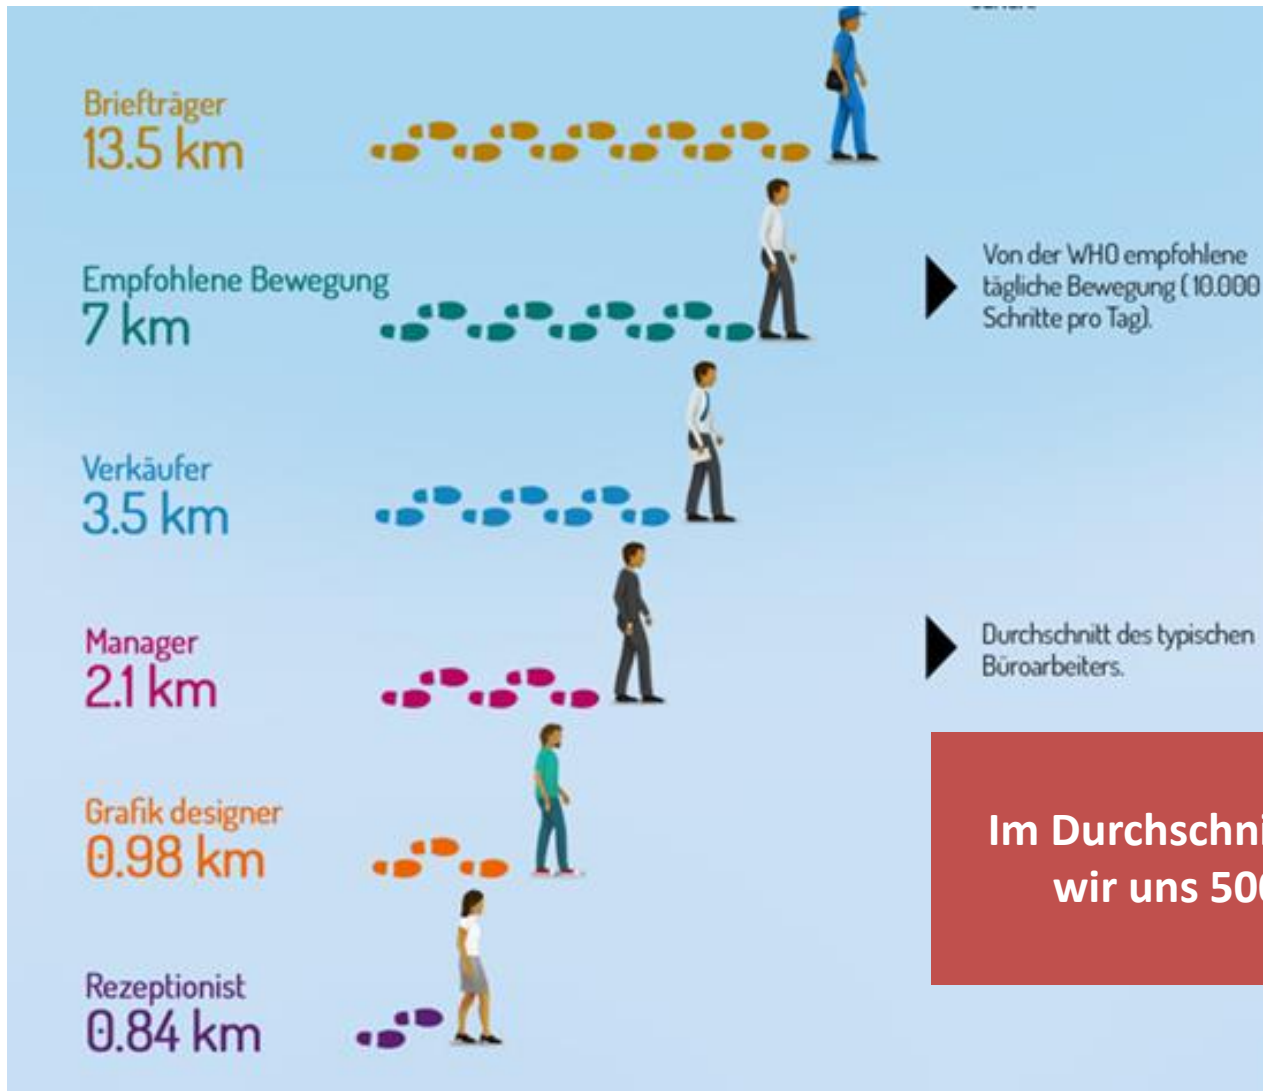 Briefträger
13.5 km
Empfohlene Bewegung
7 km
Von der WHO empfohlene
tägliche Bewegung ( 10.000
Schritte pro Tag).
Verkäufer
3.5 km
Manager
2.1 km
Durchschnitt des typischen
Büroarbeiters.
Grafik designer
0.98 km
Im Durchschni
wir uns 50
Rezeptionist
0.84 km